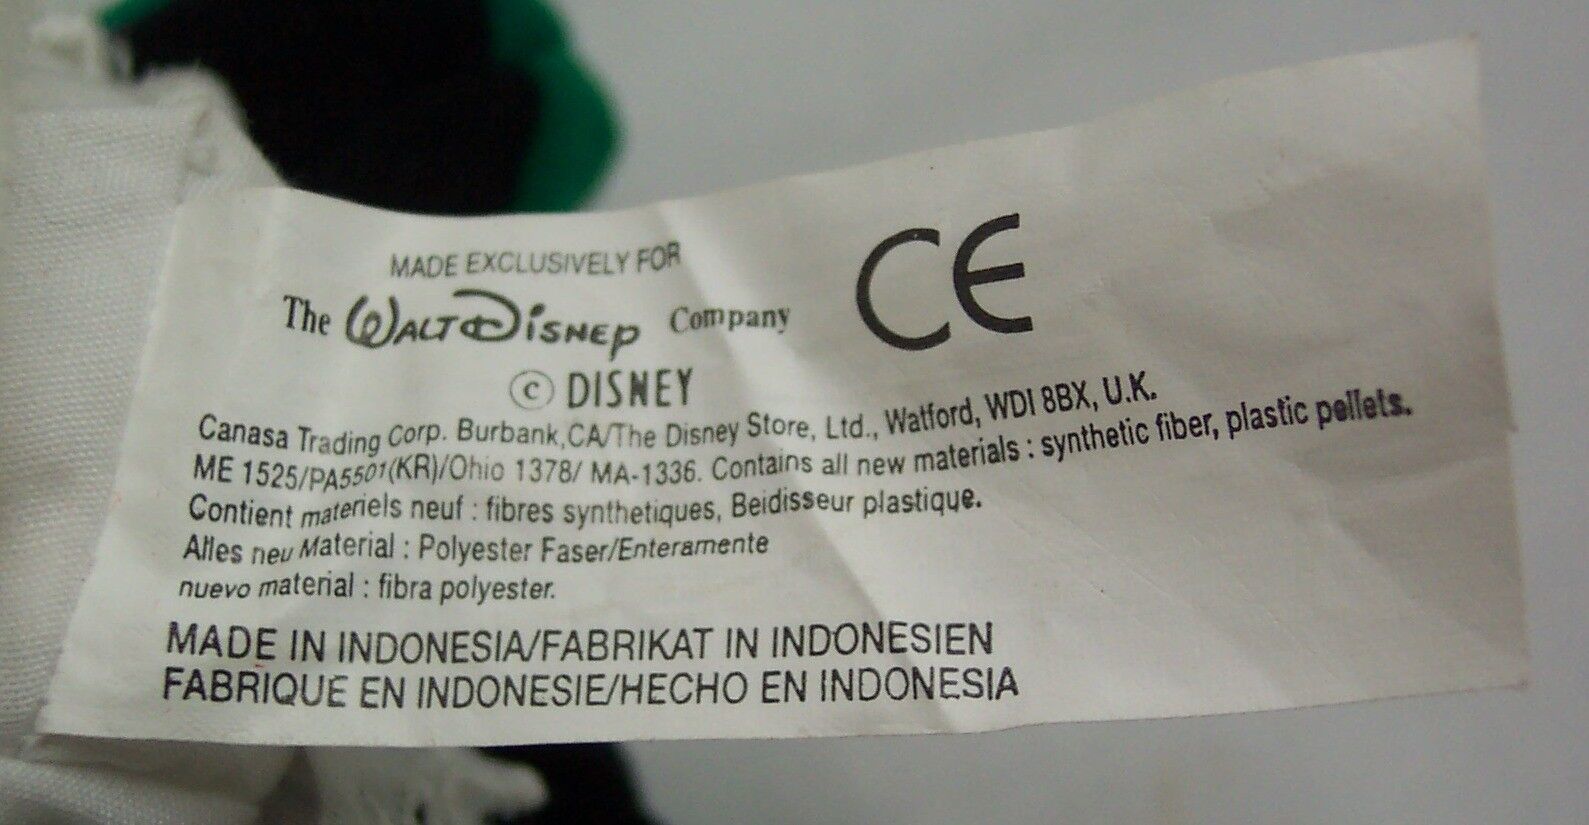 MADE EXCLUSIVELY FOR
The WALT DISNEY Company
CE
© DISNEY
Canasa Trading Corp. Burbank,CA/The Disney Store, Ltd., Watford, WDI 8BX, U.K.
ME 1525/PA5501(KR)/Ohio 1378/ MA-1336. Contains all new materials : synthetic fiber, plastic pellets.
Contient materiels neuf : fibres synthetiques, Beidisseur plastique.
Alles neu Material : Polyester Faser/Enteramente
nuevo material : fibra polyester.
MADE IN INDONESIA/FABRIKAT IN INDONESIEN
FABRIQUE EN INDONESIE/HECHO EN INDONESIA